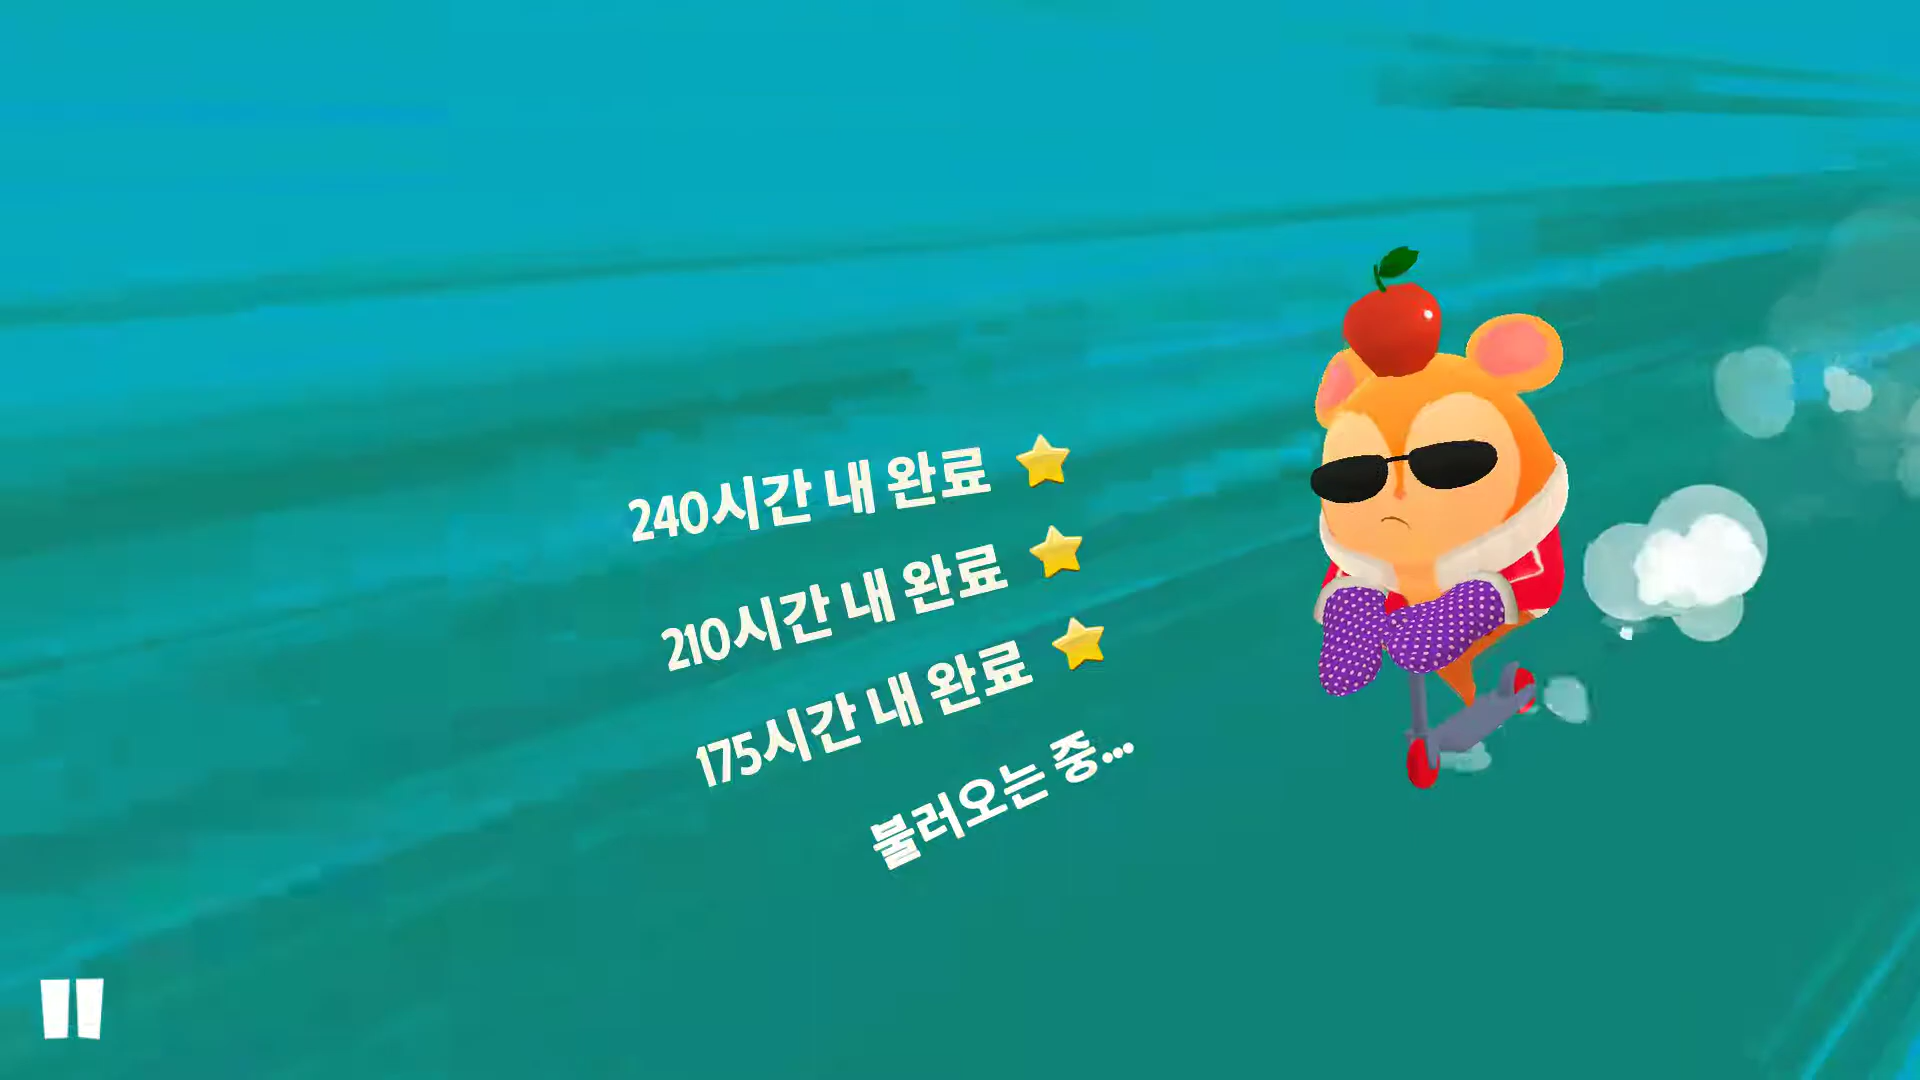 240시간 내 완료
210시간 내 완료
175시간 내 완료
불러오는 중...